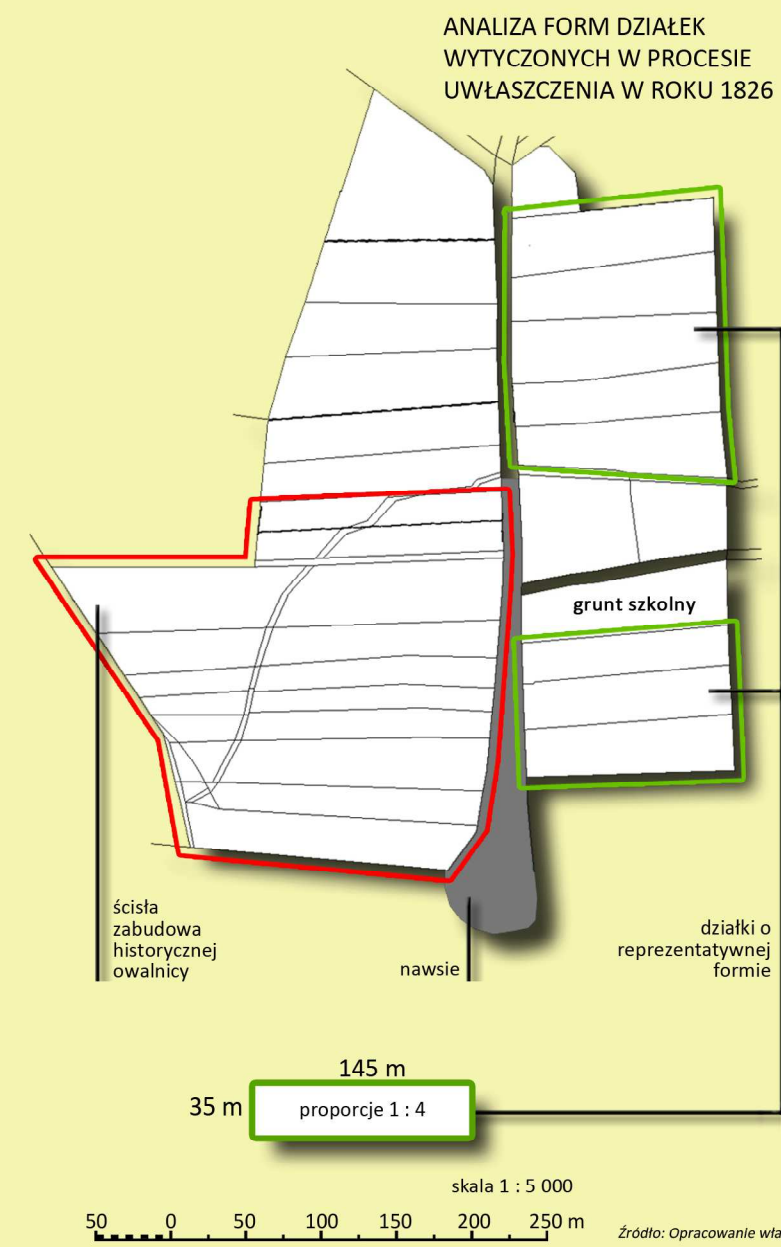 ANALIZA FORM DZIAŁEK
WYTYCZONYCH W PROCESIE
UWŁASZCZENIA W ROKU 1826
grunt szkolny
ścisła
zabudowa
historycznej
owalnicy
nawsie
działki o
reprezentatywnej
formie
145 m
35 m
proporcje 1 : 4
skala 1 : 5 000
50 0 50 100 150 200 250 m
Źródło: Opracowanie wła